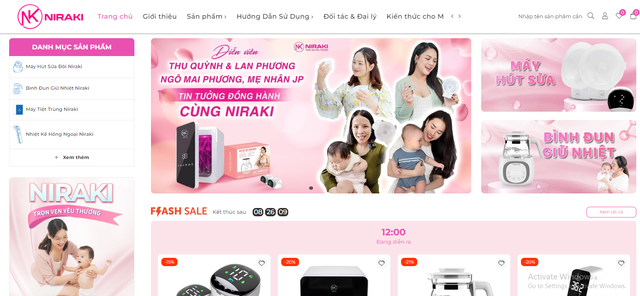 NK NIRAKI
Trang chủ
Giới thiệu
Sản phẩm ›
Hướng Dẫn Sử Dụng ›
Đối tác & Đại lý
Kiến thức cho M
Nhập tên sản phẩm cần
0
0
DANH MỤC SẢN PHẨM
Máy Hút Sữa Đôi Niraki
Bình Đun Giữ Nhiệt Niraki
Máy Tiệt Trùng Niraki
Nhiệt Kế Hồng Ngoại Niraki
+ Xem thêm
NIRAKI
TRỌN VẸN YÊU THƯƠNG
Diễn viên
THU QUỲNH & LAN PHƯƠNG
NGÔ MAI PHƯƠNG, MẸ NHÂN JP
TIN TƯỞNG ĐỒNG HÀNH
CÙNG NIRAKI
NIRAKI
MÁY
HÚT SỮA
BÌNH ĐUN
GIỮ NHIỆT
FLASH SALE
Kết thúc sau
08 26 09
Xem tất cả
12:00
Đang diễn ra
-15%
-20%
-21%
-20%
Activate Windows
Go to Settings to activate Windows.